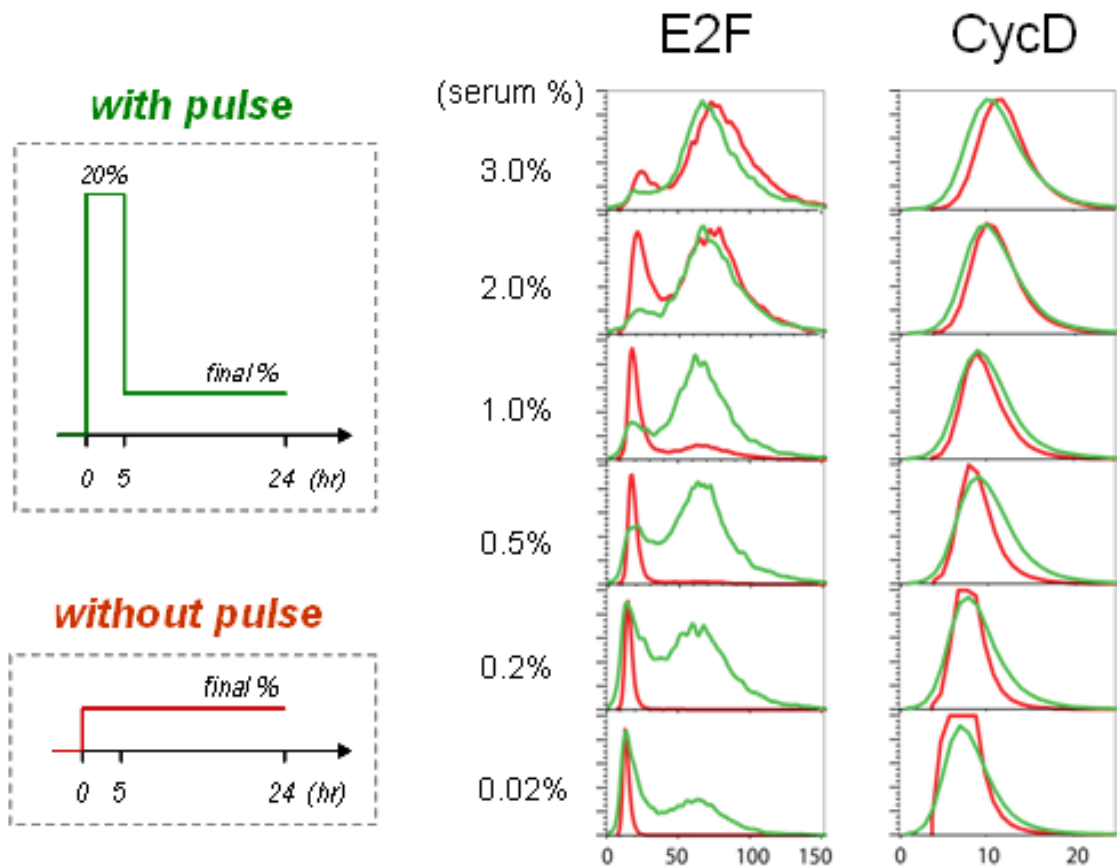 E2F CycD
(serum %)
with pulse
20%
final %
0 5 24 (hr)
without pulse
final %
0 5 24 (hr)
3.0%
2.0%
1.0%
0.5%
0.2%
0.02%
0 50 100 150
0 10 20